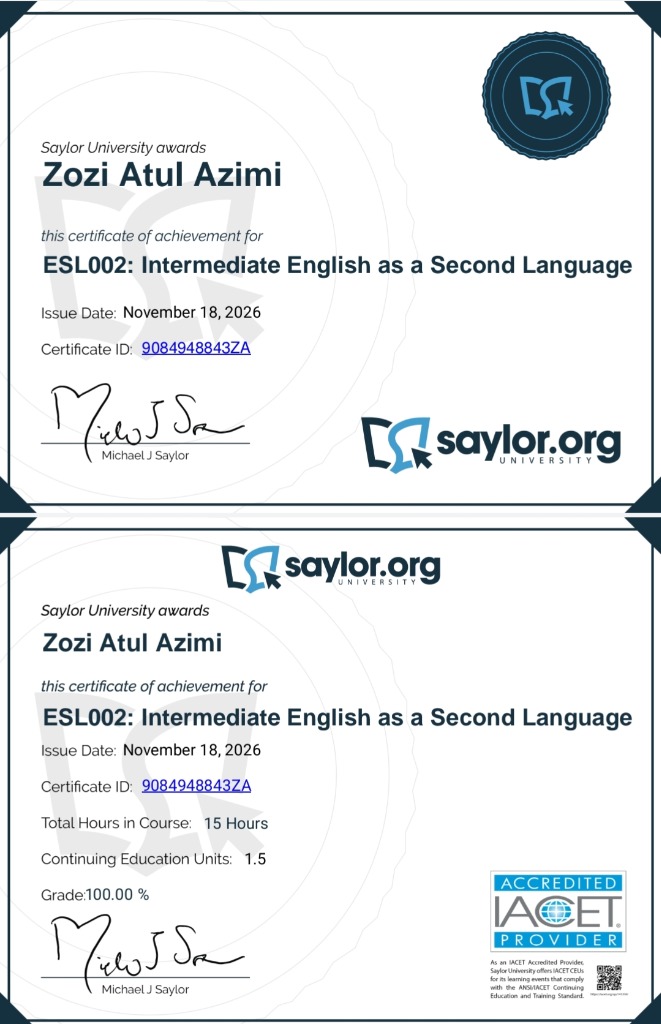 Saylor University awards
Zozi Atul Azimi
this certificate of achievement for
ESL002: Intermediate English as a Second Language
Issue Date: November 18, 2026
Certificate ID: 9084948843ZA
Michael J Saylor
saylor.org
UNIVERSITY
saylor.org
UNIVERSITY
Saylor University awards
Zozi Atul Azimi
this certificate of achievement for
ESL002: Intermediate English as a Second Language
Issue Date: November 18, 2026
Certificate ID: 9084948843ZA
Total Hours in Course: 15 Hours
Continuing Education Units: 1.5
Grade:100.00 %
Michael J Saylor
ACCREDITED
IACET
PROVIDER
As an IACET Accredited Provider,
Saylor University offers IACET CEUs
for its learning events that comply
with the ANSI/IACET Continuing
Education and Training Standard.